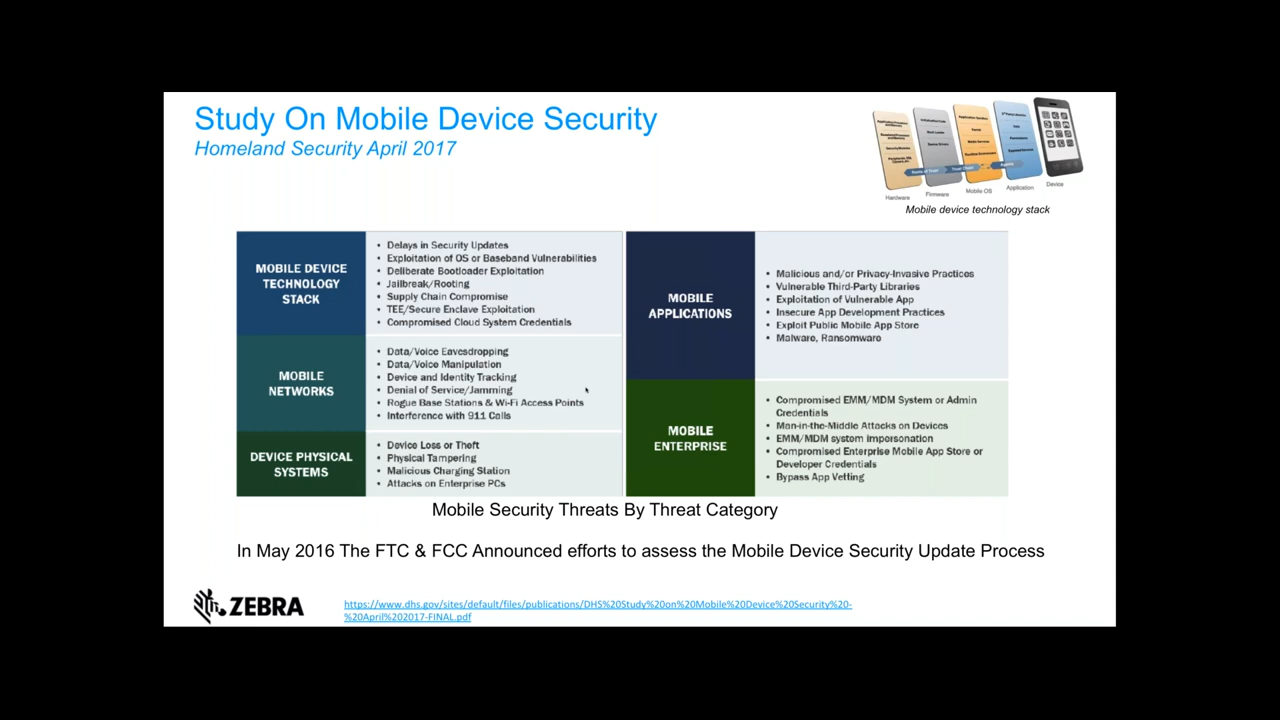 Study On Mobile Device Security
Homeland Security April 2017
Hardware
Firmware
Mobile OS
Application
Device
Mobile device technology stack
MOBILE DEVICE
TECHNOLOGY
STACK
• Delays in Security Updates
• Exploitation of OS or Baseband Vulnerabilities
• Deliberate Bootloader Exploitation
• Jailbreak/Rooting
• Supply Chain Compromise
• TEE/Secure Enclave Exploitation
• Compromised Cloud System Credentials
MOBILE
NETWORKS
• Data/Voice Eavesdropping
• Data/Voice Manipulation
• Device and Identity Tracking
• Denial of Service/Jamming
• Rogue Base Stations & Wi-Fi Access Points
• Interference with 911 Calls
DEVICE PHYSICAL
SYSTEMS
• Device Loss or Theft
• Physical Tampering
• Malicious Charging Station
• Attacks on Enterprise PCs
MOBILE
APPLICATIONS
• Malicious and/or Privacy-Invasive Practices
• Vulnerable Third-Party Libraries
• Exploitation of Vulnerable App
• Insecure App Development Practices
• Exploit Public Mobile App Store
• Malware, Ransomware
MOBILE
ENTERPRISE
• Compromised EMM/MDM System or Admin
Credentials
• Man-in-the-Middle Attacks on Devices
• EMM/MDM system impersonation
• Compromised Enterprise Mobile App Store or
Developer Credentials
• Bypass App Vetting
Mobile Security Threats By Threat Category
In May 2016 The FTC & FCC Announced efforts to assess the Mobile Device Security Update Process
ZEBRA
https://www.dhs.gov/sites/default/files/publications/DHS%20Study%20on%20Mobile%20Device%20Security%20-
%20April%202017-FINAL.pdf